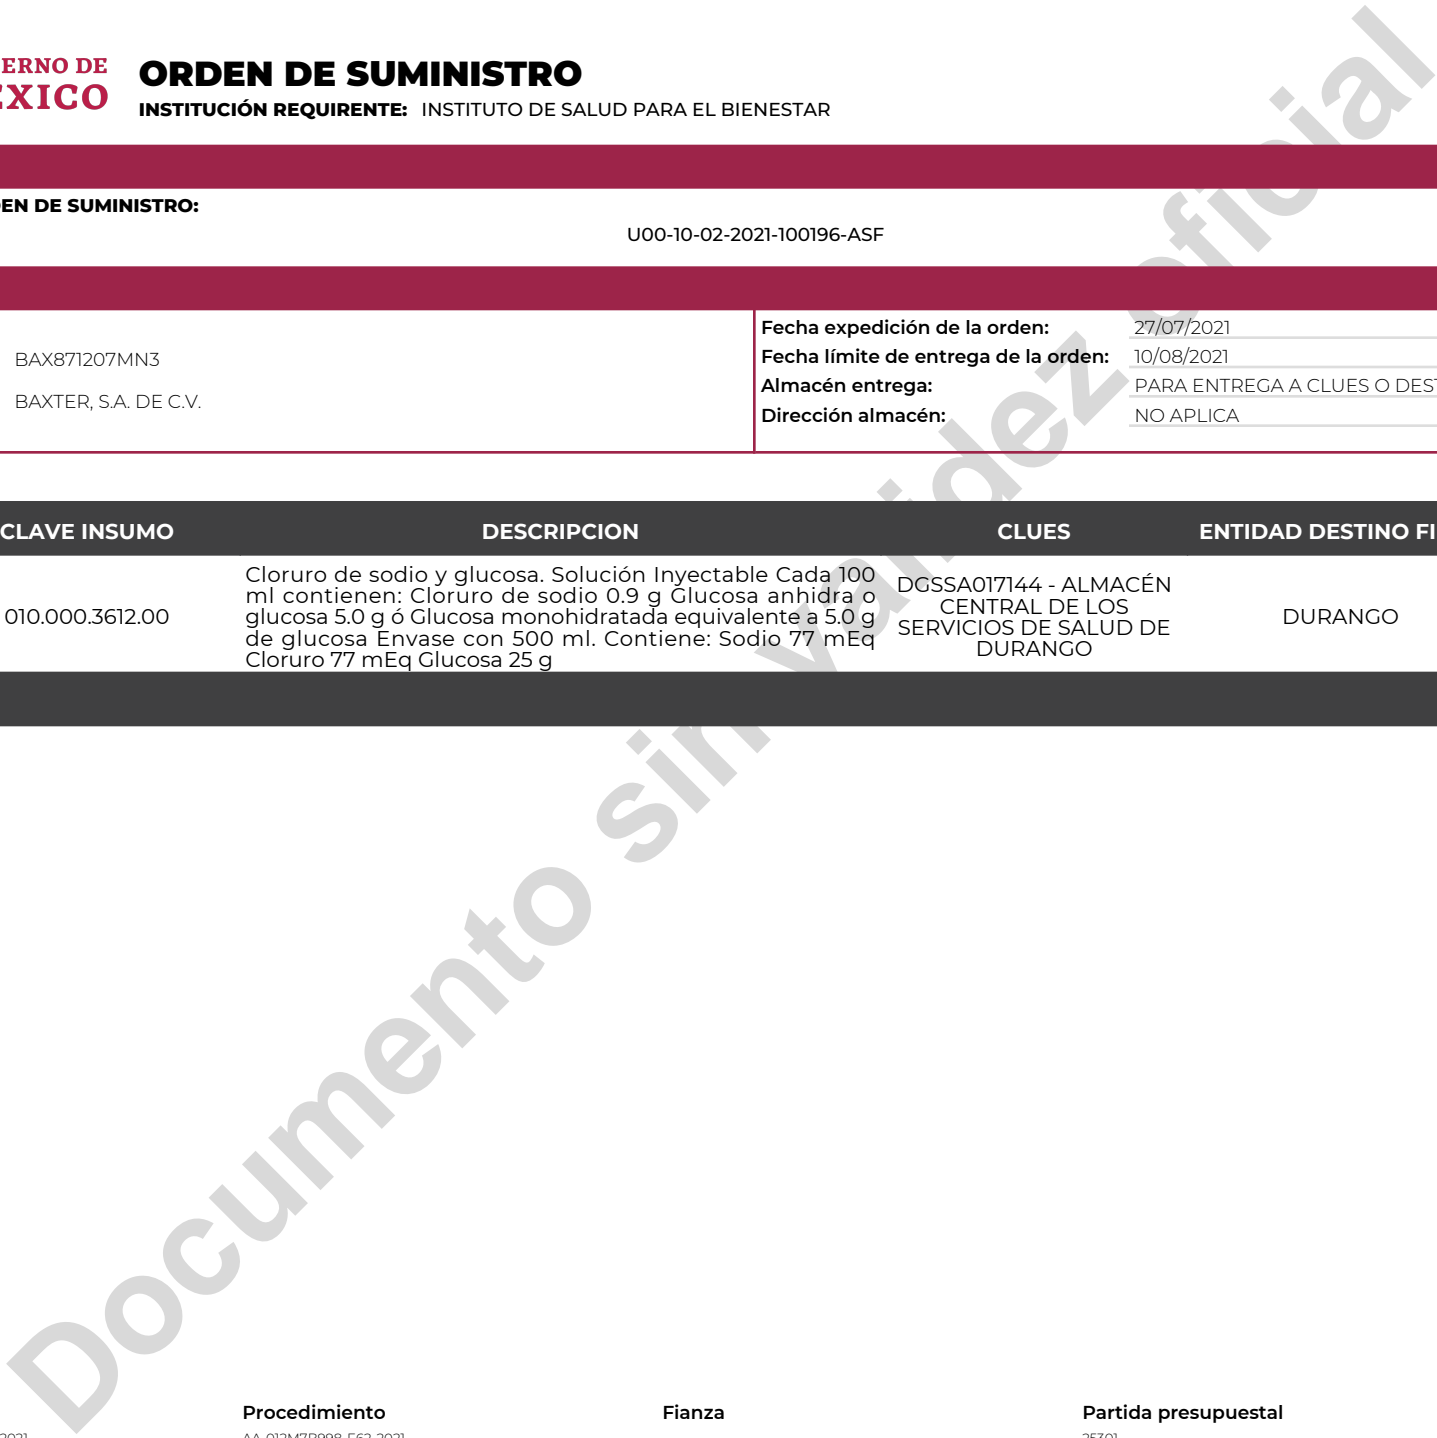 ERNO DE
EXICO
ORDEN DE SUMINISTRO
INSTITUCIÓN REQUIRENTE: INSTITUTO DE SALUD PARA EL BIENESTAR
EN DE SUMINISTRO:
U00-10-02-2021-100196-ASF
BAX871207MN3
BAXTER, S.A. DE C.V.
Fecha expedición de la orden: 27/07/2021
Fecha límite de entrega de la orden: 10/08/2021
Almacén entrega: PARA ENTREGA A CLUES O DEST
Dirección almacén: NO APLICA
CLAVE INSUMO DESCRIPCION CLUES ENTIDAD DESTINO FI
010.000.3612.00
Cloruro de sodio y glucosa. Solución Inyectable Cada 100
ml contienen: Cloruro de sodio 0.9 g Glucosa anhidra o
glucosa 5.0 g ó Glucosa monohidratada equivalente a 5.0 g
de glucosa Envase con 500 ml. Contiene: Sodio 77 mEq
Cloruro 77 mEq Glucosa 25 g
DGSSA017144 - ALMACÉN
CENTRAL DE LOS
SERVICIOS DE SALUD DE
DURANGO
DURANGO
Documento sin validez oficial
Procedimiento Fianza Partida presupuestal